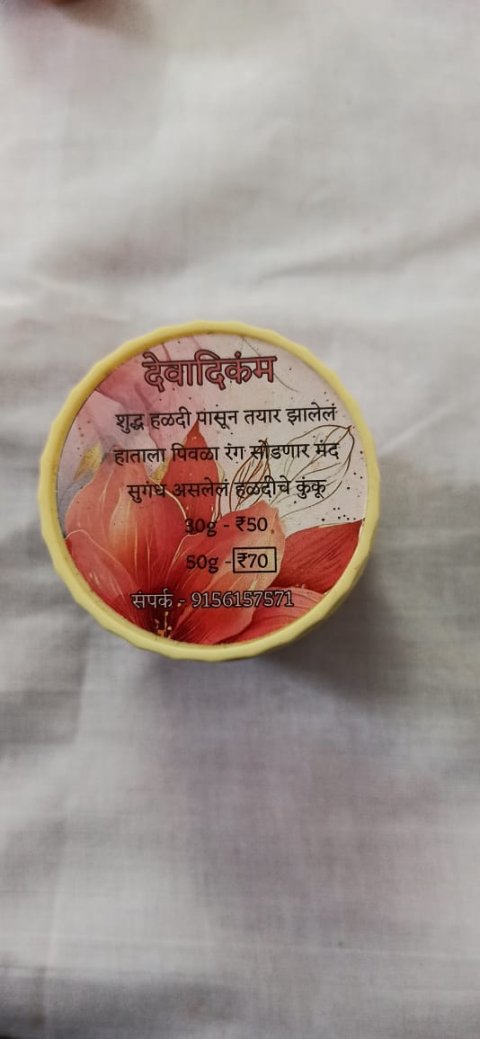 देवादिकंम
शुद्ध हळदी पासून तयार झालेलं
हाताला पिवळा रंग सोडणार मंद
सुगंध असलेलं हळदीचे कुंकू
30g - ₹50
50g - ₹70
संपर्क - 9156157571